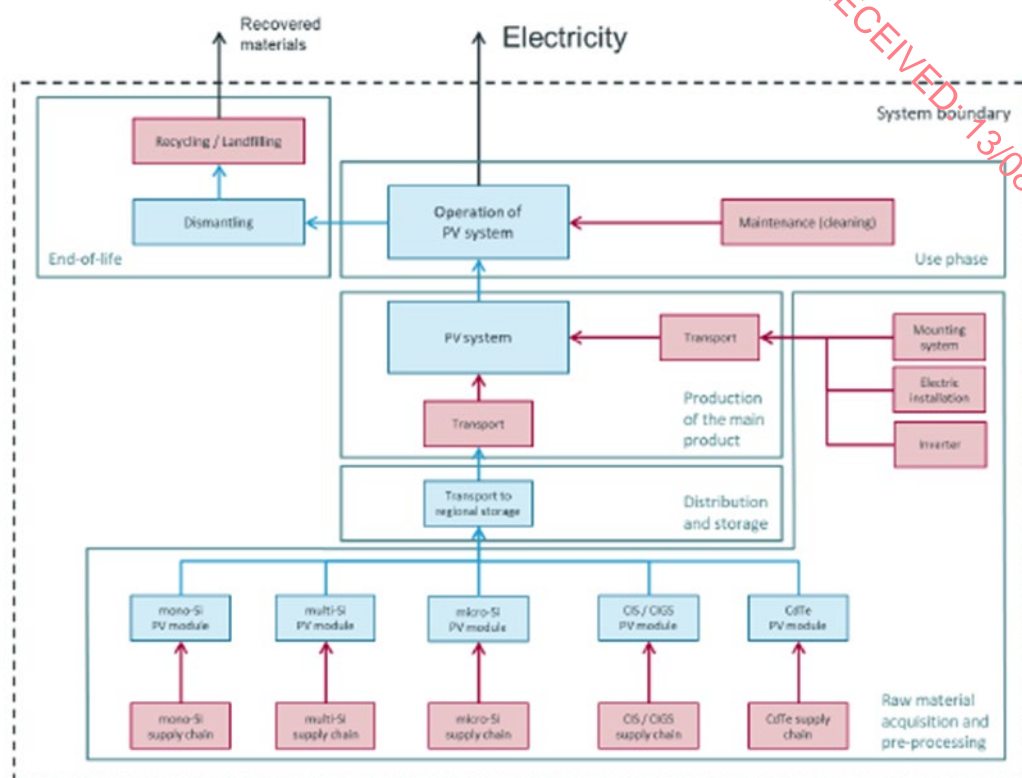 Recovered
materials
Electricity
RECEIVED: 13/08
System boundary
Recycling / Landfilling
Dismantling
End-of-life
Operation of
PV system
Maintenance (cleaning)
Use phase
PV system
Transport
Mounting
system
Electric
installation
Inverter
Production
of the main
product
Transport
Transport to
regional storage
Distribution
and storage
mono-Si
PV module
multi-Si
PV module
micro-Si
PV module
CIS / CIGS
PV module
CdTe
PV module
mono-Si
supply chain
multi-Si
supply chain
micro-Si
supply chain
CIS / CIGS
supply chain
CdTe supply
chain
Raw material
acquisition and
pre-processing